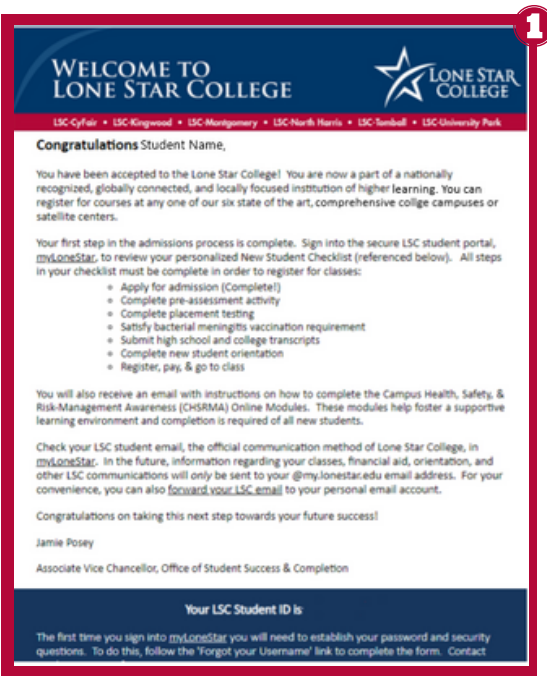 1
WELCOME TO
LONE STAR COLLEGE
LONE STAR
COLLEGE
LSC-CyFair • LSC-Kingwood • LSC-Montgomery • LSC-North Harris • LSC-Tomball • LSC-University Park
Congratulations Student Name,
You have been accepted to the Lone Star College! You are now a part of a nationally
recognized, globally connected, and locally focused institution of higher learning. You can
register for courses at any one of our six state of the art, comprehensive collge campuses or
satellite centers.
Your first step in the admissions process is complete. Sign into the secure LSC student portal,
myLoneStar, to review your personalized New Student Checklist (referenced below). All steps
in your checklist must be complete in order to register for classes:
Apply for admission (Complete!)
Complete pre-assessment activity
Complete placement testing
Satisfy bacterial meningitis vaccination requirement
Submit high school and college transcripts
Complete new student orientation
Register, pay, & go to class
You will also receive an email with instructions on how to complete the Campus Health, Safety, &
Risk-Management Awareness (CHSRMA) Online Modules. These modules help foster a supportive
learning environment and completion is required of all new students.
Check your LSC student email, the official communication method of Lone Star College, in
myLoneStar. In the future, information regarding your classes, financial aid, orientation, and
other LSC communications will only be sent to your @my.lonestar.edu email address. For your
convenience, you can also forward your LSC email to your personal email account.
Congratulations on taking this next step towards your future success!
Jamie Posey
Associate Vice Chancellor, Office of Student Success & Completion
Your LSC Student ID is
The first time you sign into myLoneStar you will need to establish your password and security
questions. To do this, follow the 'Forgot your Username' link to complete the form. Contact